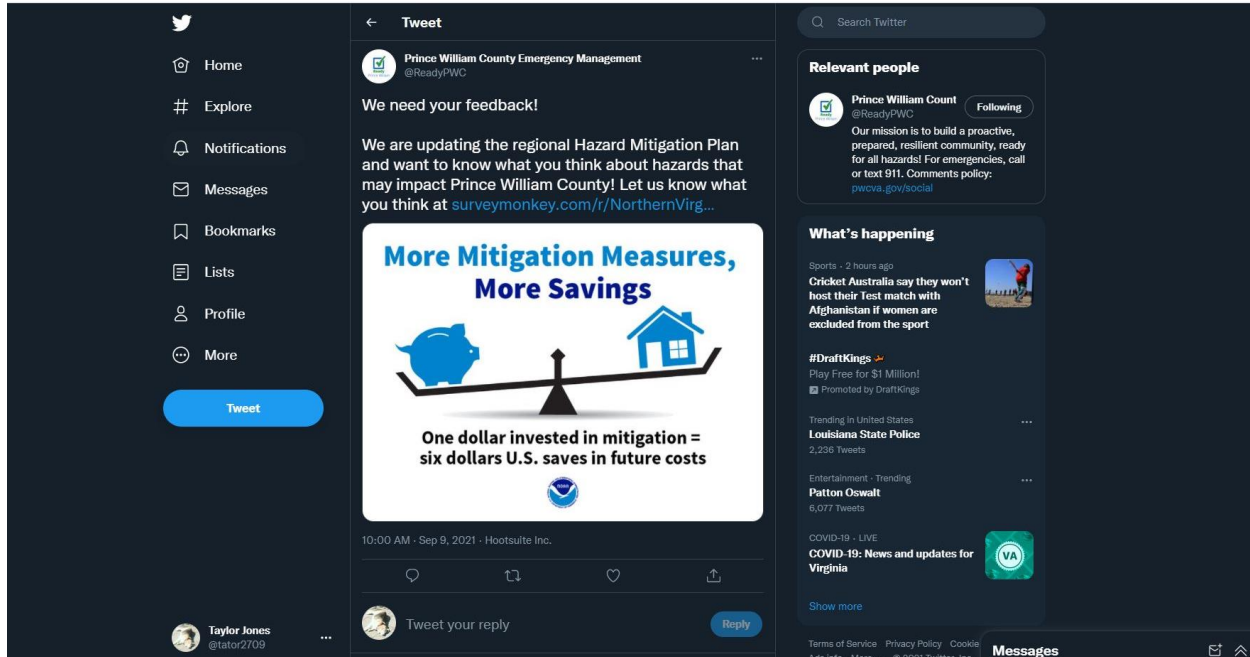 Home
Explore
Notifications
Messages
Bookmarks
Lists
Profile
More
Tweet
Taylor Jones
@tator2709
Tweet
Prince William County Emergency Management
@ReadyPWC
We need your feedback!
We are updating the regional Hazard Mitigation Plan
and want to know what you think about hazards that
may impact Prince William County! Let us know what
you think at surveymonkey.com/r/NorthernVirg...
More Mitigation Measures,
More Savings
One dollar invested in mitigation =
six dollars U.S. saves in future costs
10:00 AM · Sep 9, 2021 · Hootsuite Inc.
Tweet your reply
Reply
Search Twitter
Relevant people
Prince William Count
@ReadyPWC
Following
Our mission is to build a proactive,
prepared, resilient community, ready
for all hazards! For emergencies, call
or text 911. Comments policy:
pwcva.gov/social
What's happening
Sports · 2 hours ago
Cricket Australia say they won't
host their Test match with
Afghanistan if women are
excluded from the sport
#DraftKings
Play Free for $1 Million!
Promoted by DraftKings
Trending in United States
Louisiana State Police
2,236 Tweets
Entertainment · Trending
Patton Oswalt
6,077 Tweets
COVID-19 · LIVE
COVID-19: News and updates for
Virginia
VA
Show more
Terms of Service Privacy Policy Cookie
Messages